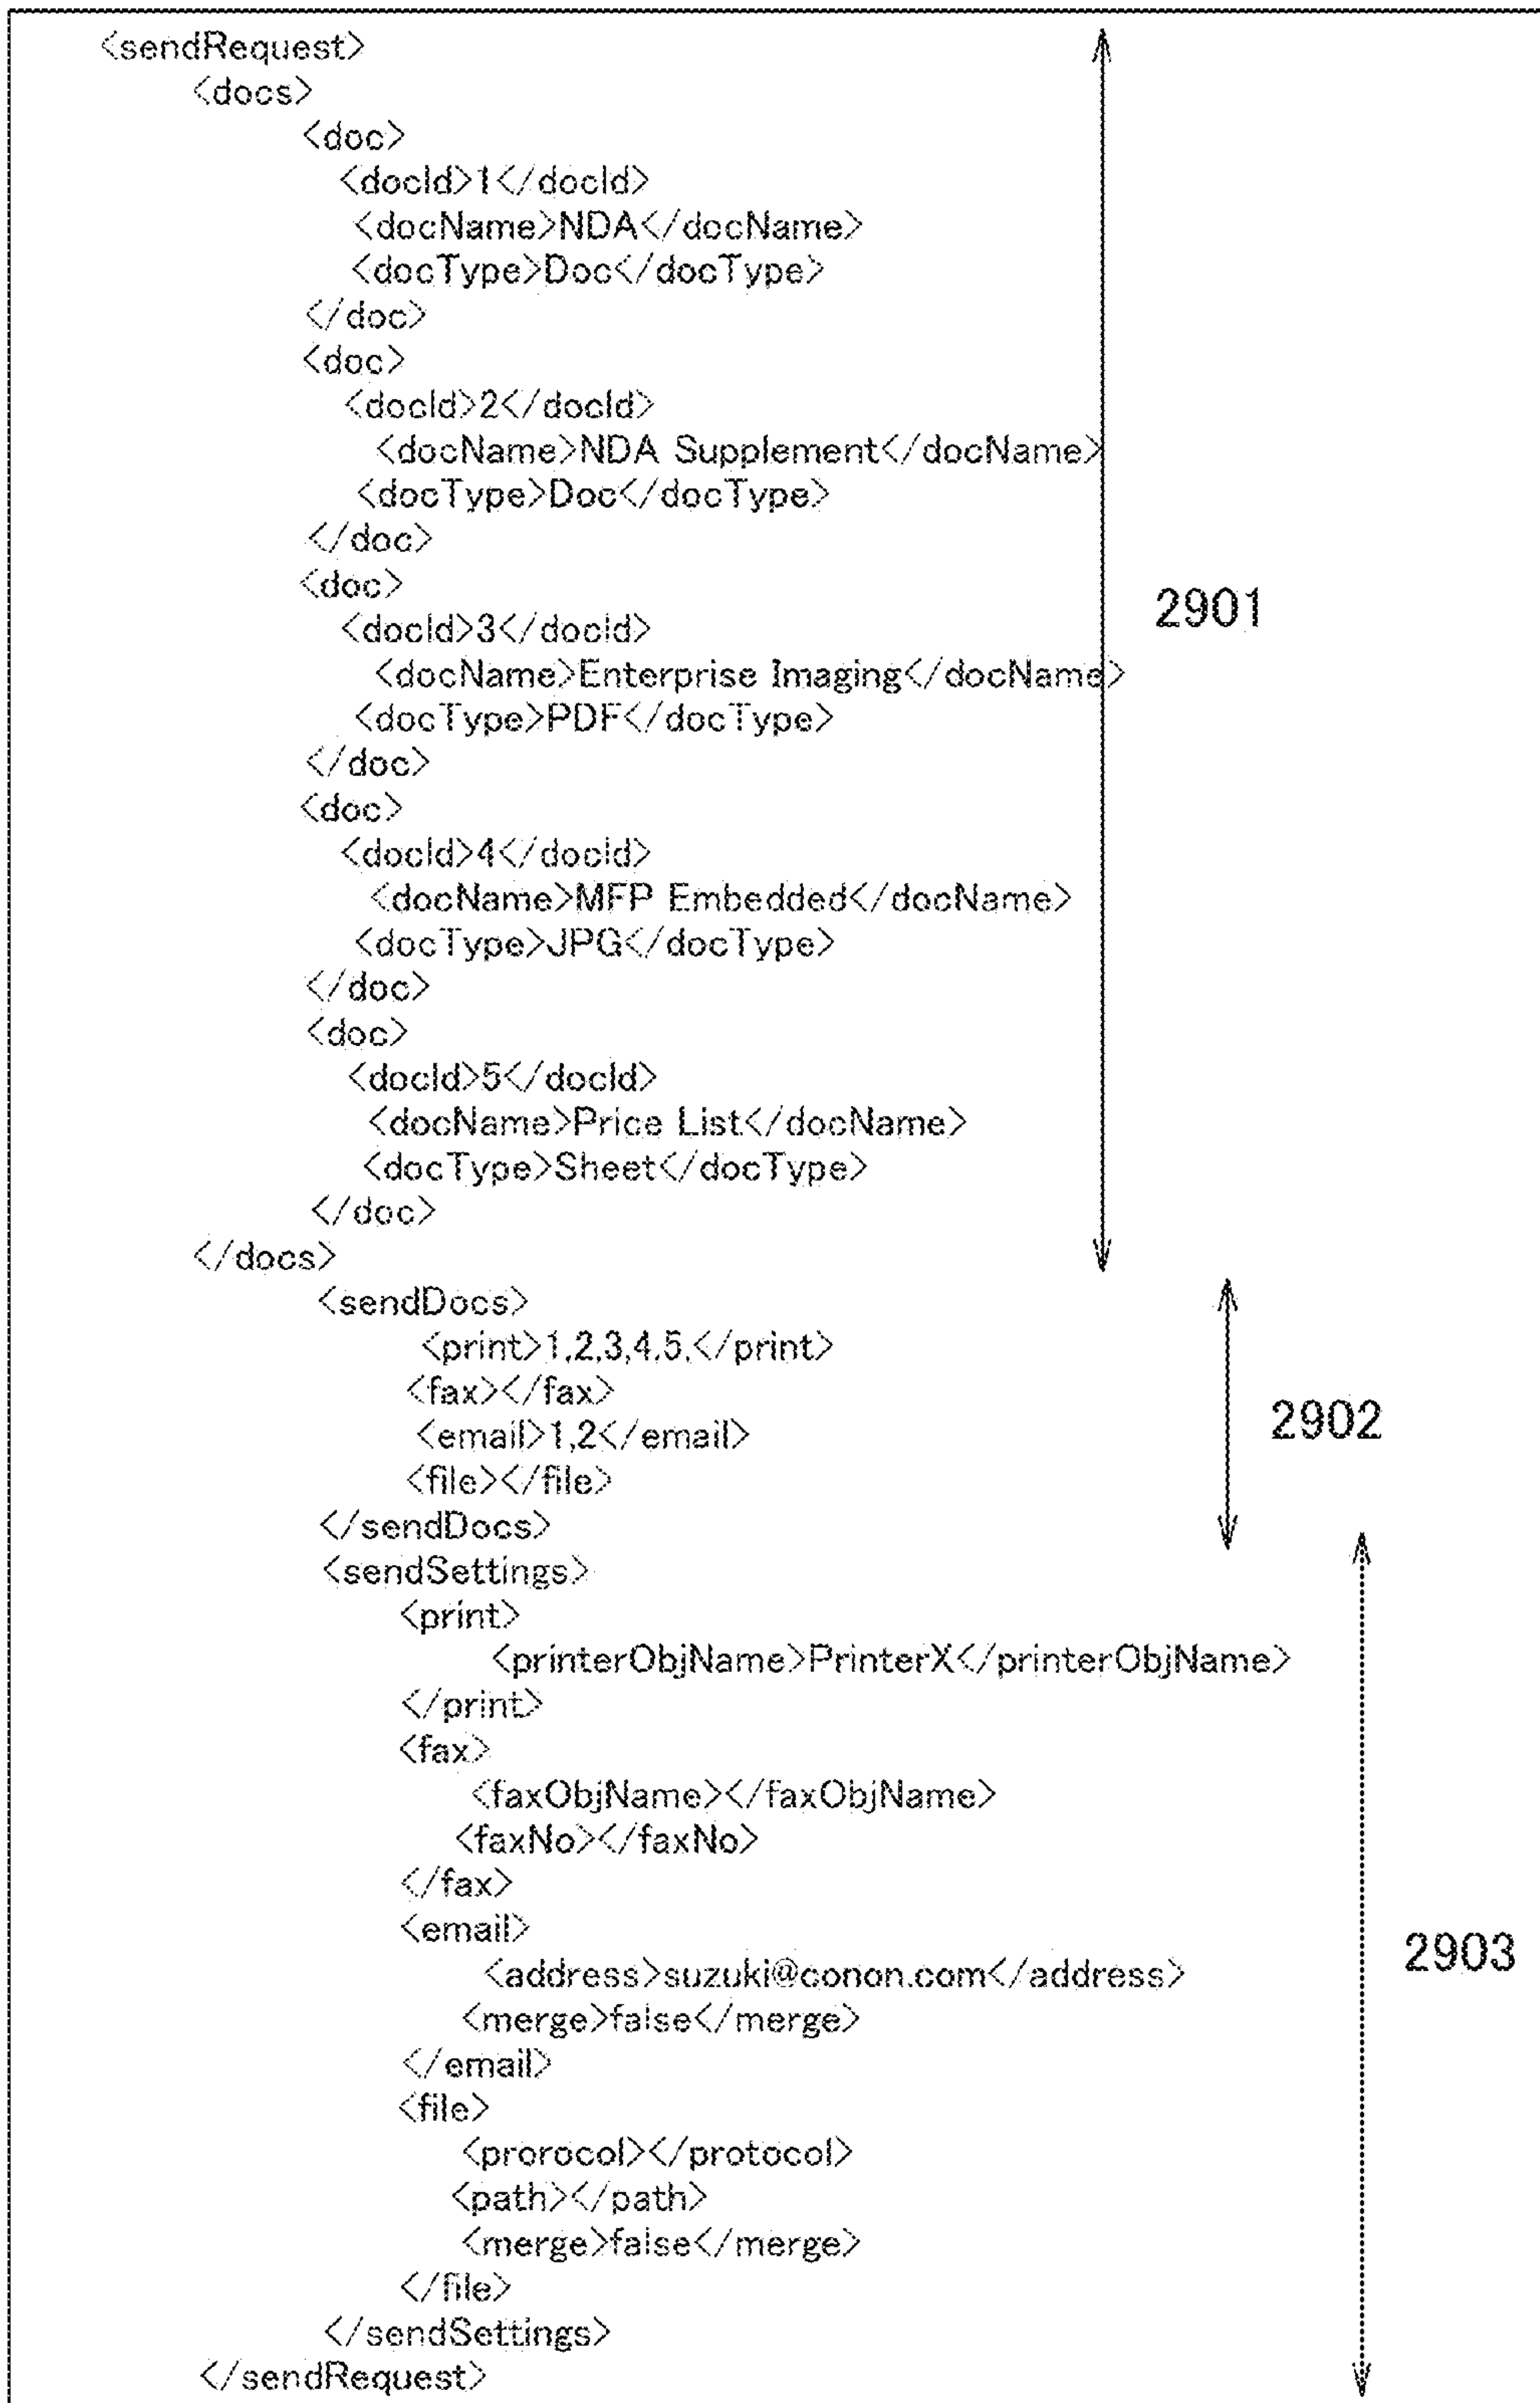 <sendRequest>
<docs>
<doc>
<docId>1</docId>
<docName>NDA</docName>
<docType>Doc</docType>
</doc>
<doc>
<docId>2</docId>
<docName>NDA Supplement</docName>
<docType>Doc</docType>
</doc>
<doc>
<docId>3</docId>
<docName>Enterprise Imaging</docName>
<docType>PDF</docType>
</doc>
<doc>
<docId>4</docId>
<docName>MFP Embedded</docName>
<docType>JPG</docType>
</doc>
<doc>
<docId>5</docId>
<docName>Price List</docName>
<docType>Sheet</docType>
</doc>
</docs>
2901
<sendDocs>
<print>1,2,3,4,5,</print>
<fax></fax>
<email>1,2</email>
<file></file>
</sendDocs>
2902
<sendSettings>
<print>
<printerObjName>PrinterX</printerObjName>
</print>
<fax>
<faxObjName></faxObjName>
<faxNo></faxNo>
</fax>
<email>
<address>suzuki@conon.com</address>
<merge>false</merge>
</email>
<file>
<prorocol></protocol>
<path></path>
<merge>false</merge>
</file>
</sendSettings>
</sendRequest>
2903